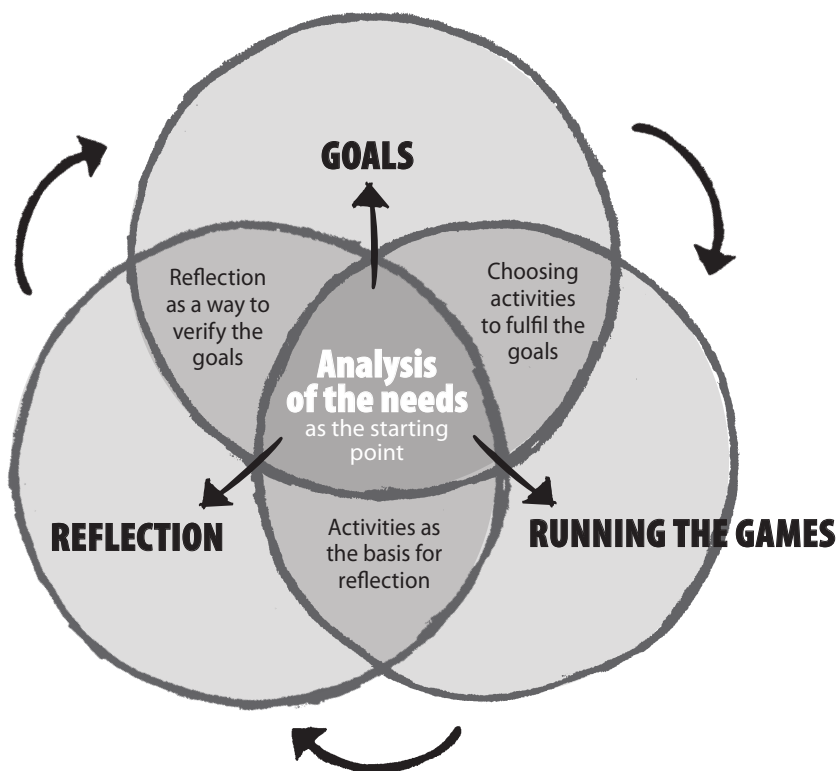 GOALS
Reflection
as a way to
verify the
goals
Choosing
activities
to fulfil the
goals
Analysis
of the needs
as the starting
point
REFLECTION
RUNNING THE GAMES
Activities as
the basis for
reflection